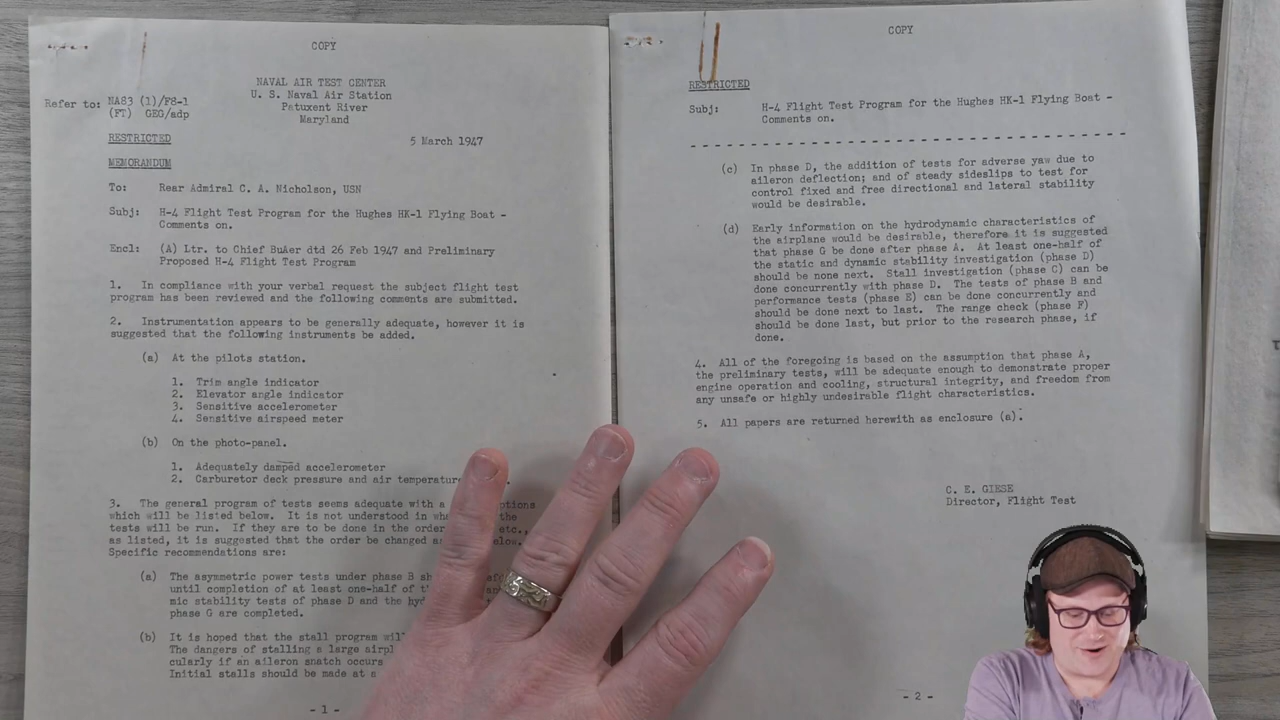 COPY
NAVAL AIR TEST CENTER
U. S. Naval Air Station
Patuxent River
Maryland
Refer to: NA83 (1)/F8-1
(FT) GEG/adp
RESTRICTED
5 March 1947
MEMORANDUM
To: Rear Admiral C. A. Nicholson, USN
Subj: H-4 Flight Test Program for the Hughes HK-1 Flying Boat -
Comments on.
Encl: (A) Ltr. to Chief BuAer dtd 26 Feb 1947 and Preliminary
Proposed H-4 Flight Test Program
1. In compliance with your verbal request the subject flight test
program has been reviewed and the following comments are submitted.
2. Instrumentation appears to be generally adequate, however it is
suggested that the following instruments be added.
(a) At the pilots station.
1. Trim angle indicator
2. Elevator angle indicator
3. Sensitive accelerometer
4. Sensitive airspeed meter
(b) On the photo-panel.
1. Adequately damped accelerometer
2. Carburetor deck pressure and air temperature
3. The general program of tests seems adequate with a
which will be listed below. It is not understood in the
tests will be run. If they are to be done in the order etc.,
as listed, it is suggested that the order be changed
Specific recommendations are:
(a) The asymmetric power tests under phase B
until completion of at least one-half of
mic stability tests of phase D and the
phase G are completed.
(b) It is hoped that the stall program
The dangers of stalling a large
cularly if an aileron snatch occurs
Initial stalls should be made at a
- 1 -
COPY
RESTRICTED
Subj: H-4 Flight Test Program for the Hughes HK-1 Flying Boat -
Comments on.
(c) In phase D, the addition of tests for adverse yaw due to
aileron deflection; and of steady sideslips to test for
control fixed and free directional and lateral stability
would be desirable.
(d) Early information on the hydrodynamic characteristics of
the airplane would be desirable, therefore it is suggested
that phase G be done after phase A. At least one-half of
the static and dynamic stability investigation (phase D)
should be none next. Stall investigation (phase C) can be
done concurrently with phase D. The tests of phase B and
performance tests (phase E) can be done concurrently and
should be done next to last. The range check (phase F)
should be done last, but prior to the research phase, if
done.
4. All of the foregoing is based on the assumption that phase A,
the preliminary tests, will be adequate enough to demonstrate proper
engine operation and cooling, structural integrity, and freedom from
any unsafe or highly undesirable flight characteristics.
5. All papers are returned herewith as enclosure (a).
C. E. GIESE
Director, Flight Test
- 2 -